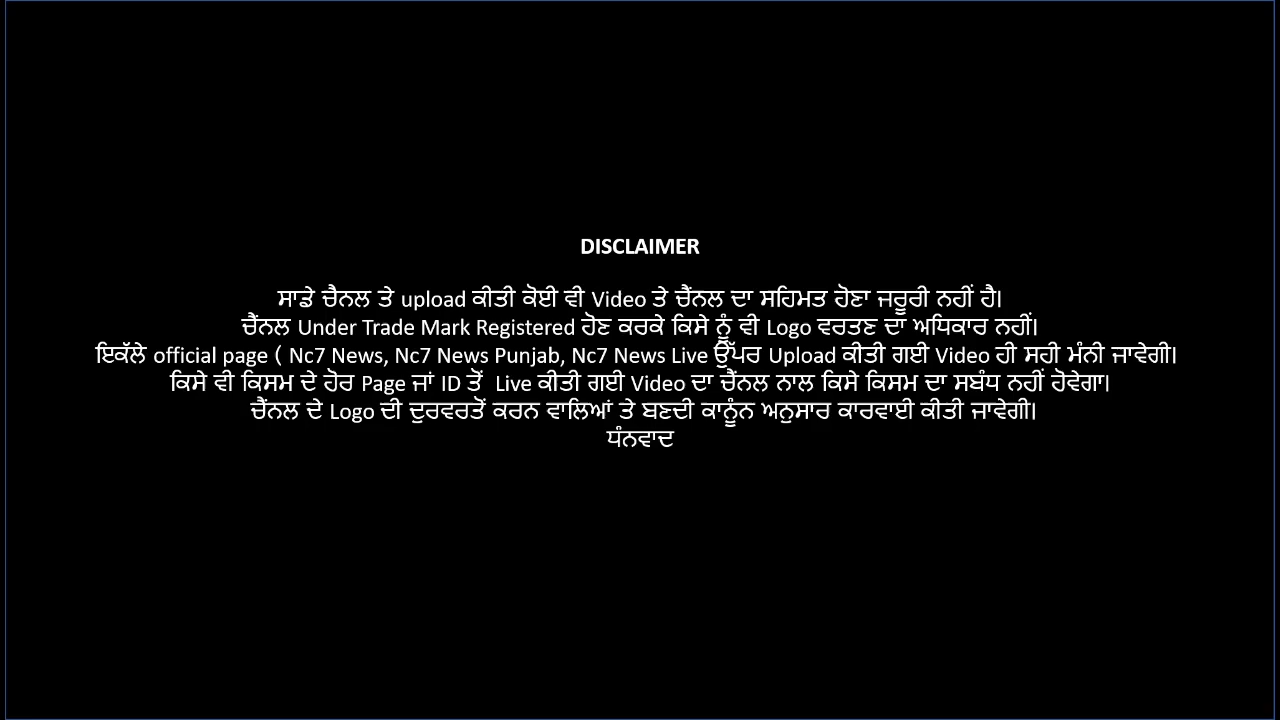 DISCLAIMER
ਸਾਡੇ ਚੈਨਲ ਤੇ upload ਕੀਤੀ ਕੋਈ ਵੀ Video ਤੇ ਚੈਂਨਲ ਦਾ ਸਹਿਮਤ ਹੋਣਾ ਜਰੂਰੀ ਨਹੀਂ ਹੈ।
ਚੈਂਨਲ Under Trade Mark Registered ਹੋਣ ਕਰਕੇ ਕਿਸੇ ਨੂੰ ਵੀ Logo ਵਰਤਣ ਦਾ ਅਧਿਕਾਰ ਨਹੀਂ।
ਇਕੱਲੇ official page ( Nc7 News, Nc7 News Punjab, Nc7 News Live ਉੱਪਰ Upload ਕੀਤੀ ਗਈ Video ਹੀ ਸਹੀ ਮੰਨੀ ਜਾਵੇਗੀ।
ਕਿਸੇ ਵੀ ਕਿਸਮ ਦੇ ਹੋਰ Page ਜਾਂ ID ਤੋਂ Live ਕੀਤੀ ਗਈ Video ਦਾ ਚੈਂਨਲ ਨਾਲ ਕਿਸੇ ਕਿਸਮ ਦਾ ਸਬੰਧ ਨਹੀਂ ਹੋਵੇਗਾ।
ਚੈਂਨਲ ਦੇ Logo ਦੀ ਦੁਰਵਰਤੋਂ ਕਰਨ ਵਾਲਿਆਂ ਤੇ ਬਣਦੀ ਕਾਨੂੰਨ ਅਨੁਸਾਰ ਕਾਰਵਾਈ ਕੀਤੀ ਜਾਵੇਗੀ।
ਧੰਨਵਾਦ